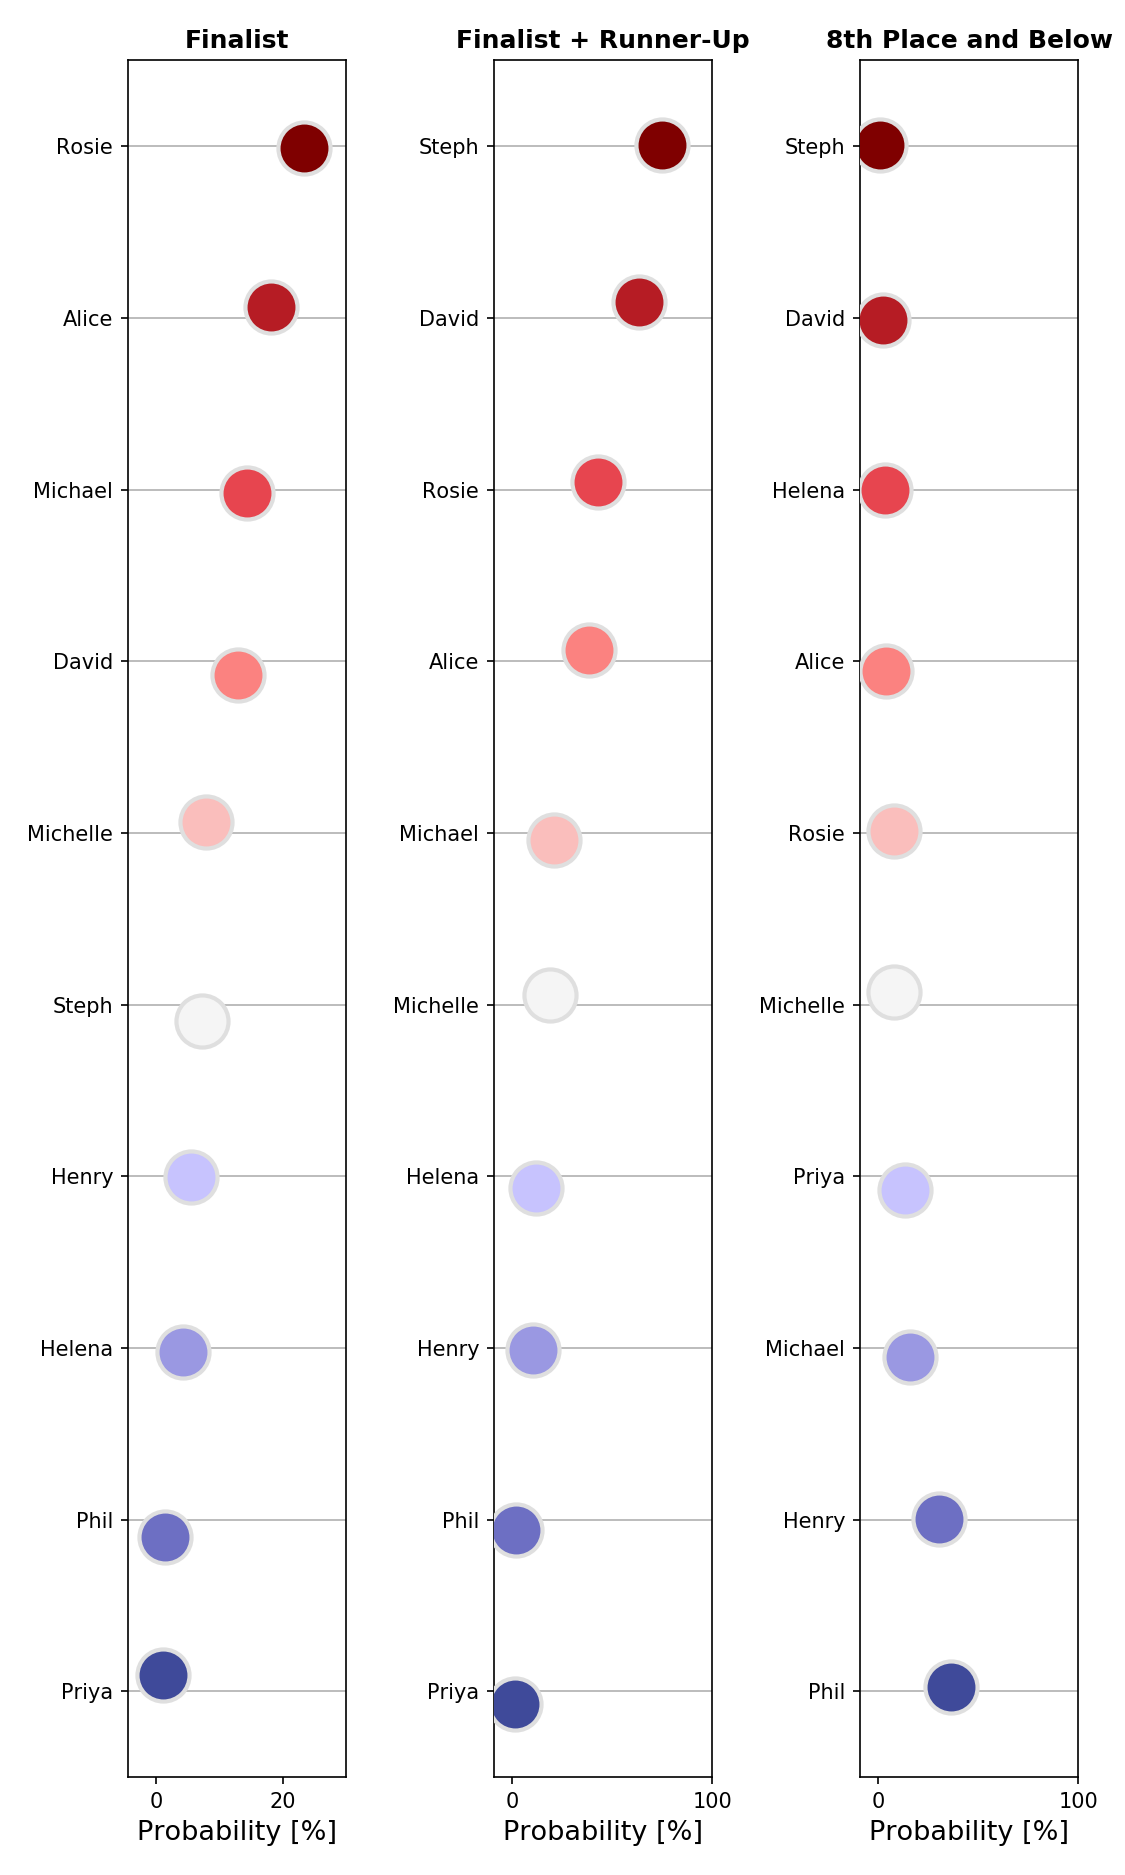 Finalist
Rosie
Alice
Michael
David
Michelle
Steph
Henry
Helena
Phil
Priya
0 20
Probability [%]
Finalist + Runner-Up
Steph
David
Rosie
Alice
Michael
Michelle
Helena
Henry
Phil
Priya
0 100
Probability [%]
8th Place and Below
Steph
David
Helena
Alice
Rosie
Michelle
Priya
Michael
Henry
Phil
0 100
Probability [%]